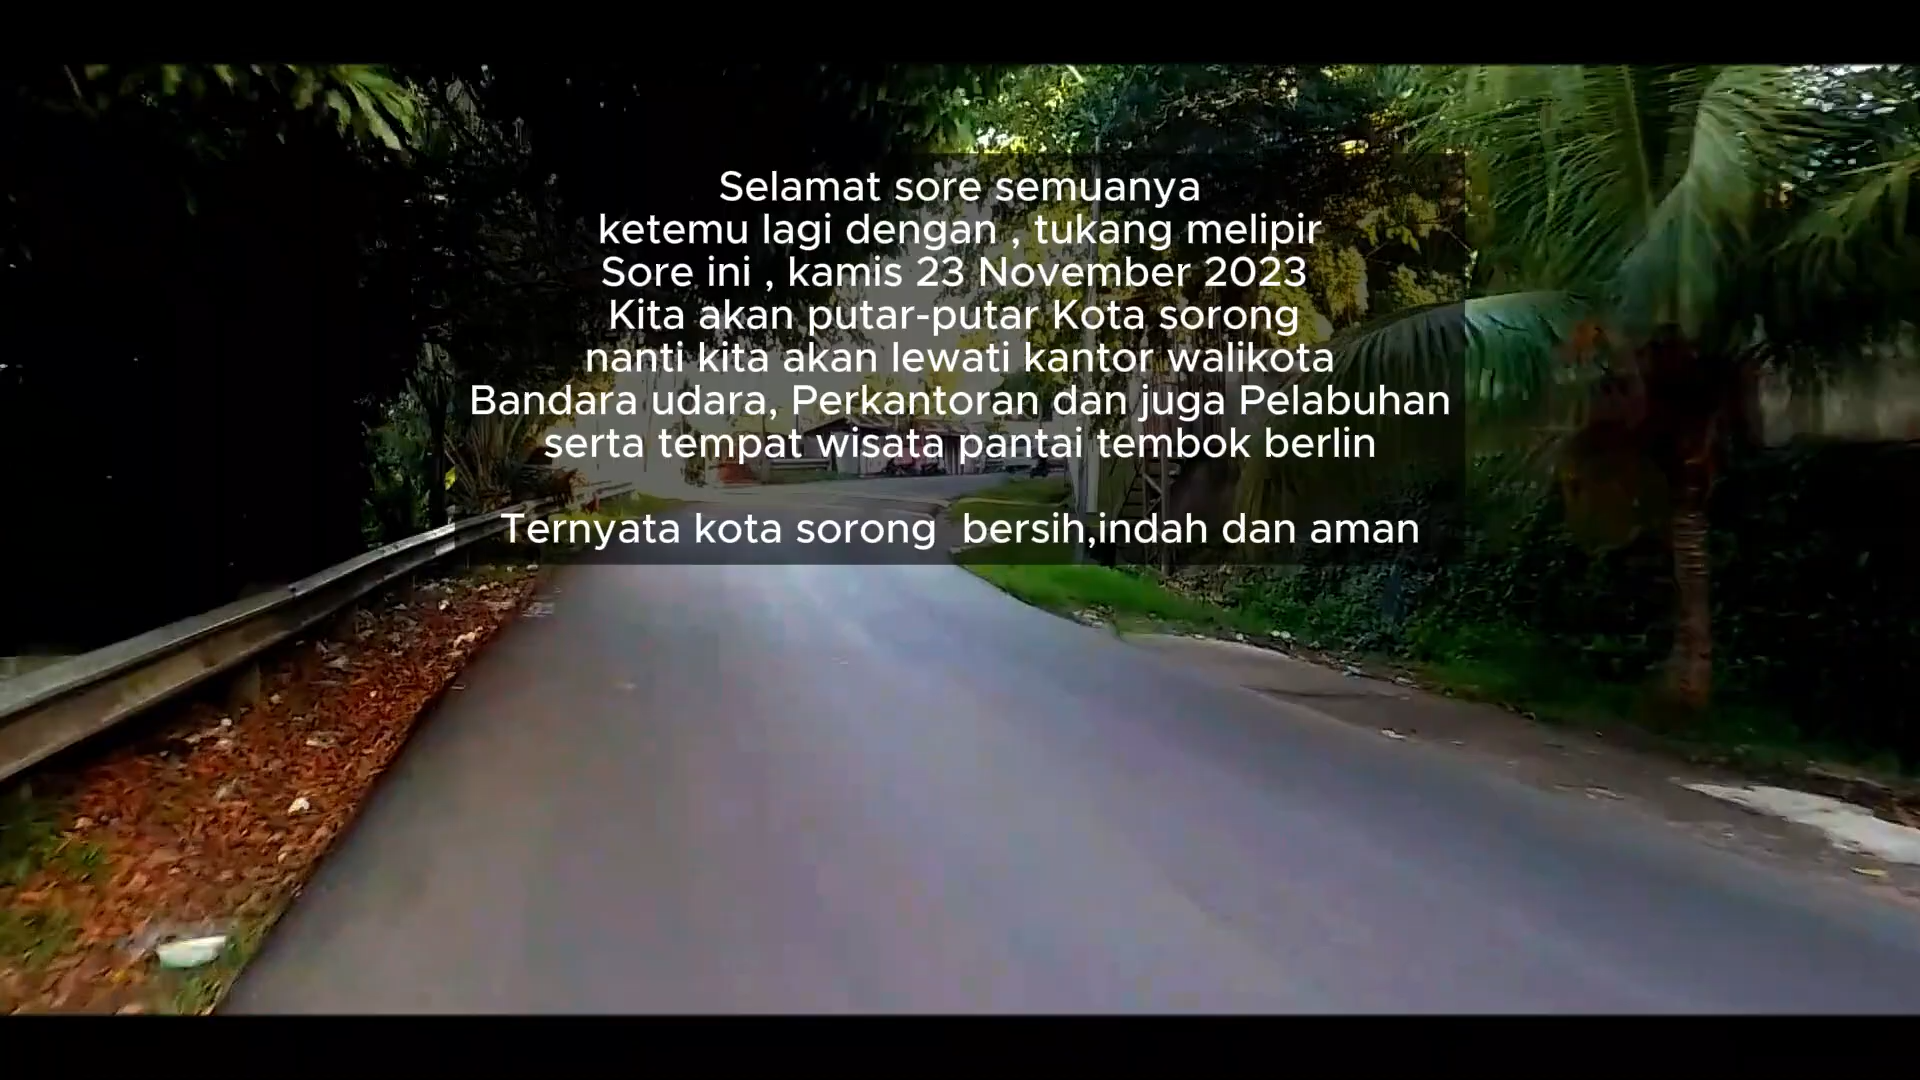 Selamat sore semuanya
ketemu lagi dengan , tukang melipir
Sore ini , kamis 23 November 2023
Kita akan putar-putar Kota sorong
nanti kita akan lewati kantor walikota
Bandara udara, Perkantoran dan juga Pelabuhan
serta tempat wisata pantai tembok berlin
Ternyata kota sorong  bersih,indah dan aman